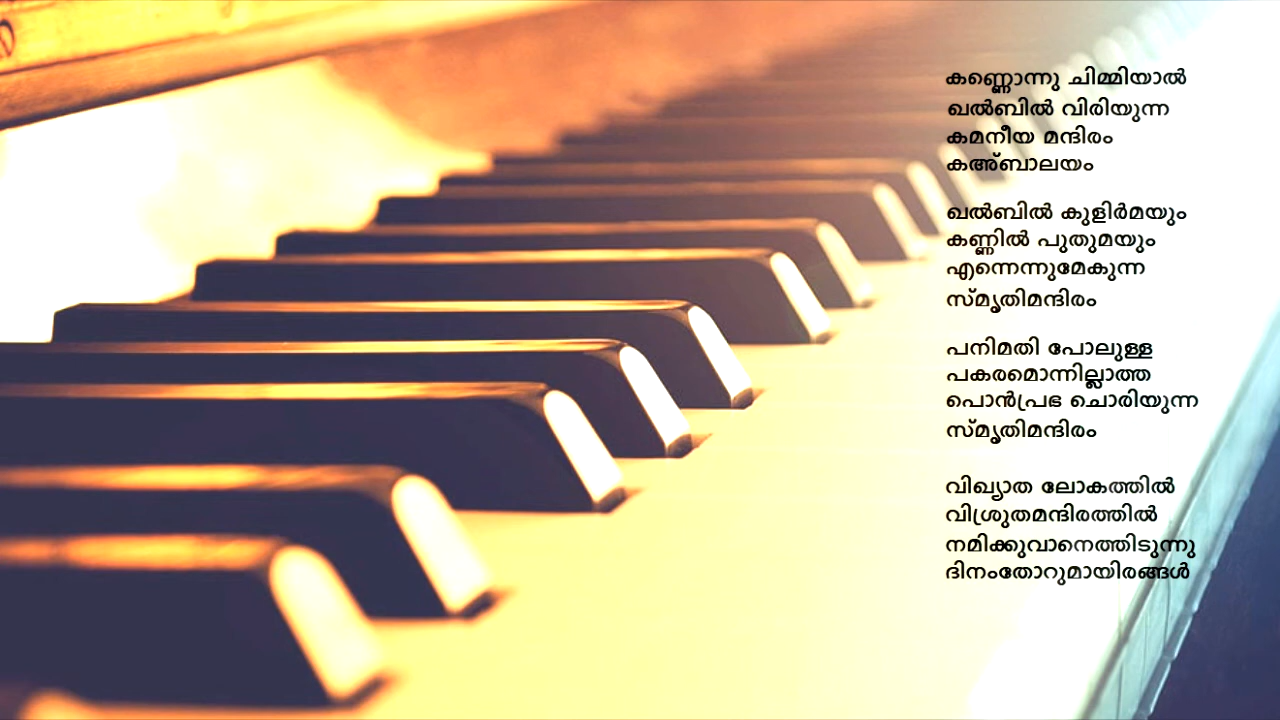 കണ്ണൊന്നു ചിമ്മിയാൽ
ഖൽബിൽ വിരിയുന്ന
കമനീയ മന്ദിരം
കഅ്ബാലയം
ഖൽബിൽ കുളിർമയും
കണ്ണിൽ പുതുമയും
എന്നെന്നുമേകുന്ന
സ്മൃതിമന്ദിരം
പനിമതി പോലുള്ള
പകരമൊന്നില്ലാത്ത
പൊൻപ്രഭ ചൊരിയുന്ന
സ്മൃതിമന്ദിരം
വിഖ്യാത ലോകത്തിൽ
വിശ്രുതമന്ദിരത്തിൽ
നമിക്കുവാനെത്തിടുന്നു
ദിനംതോറുമായിരങ്ങൾ